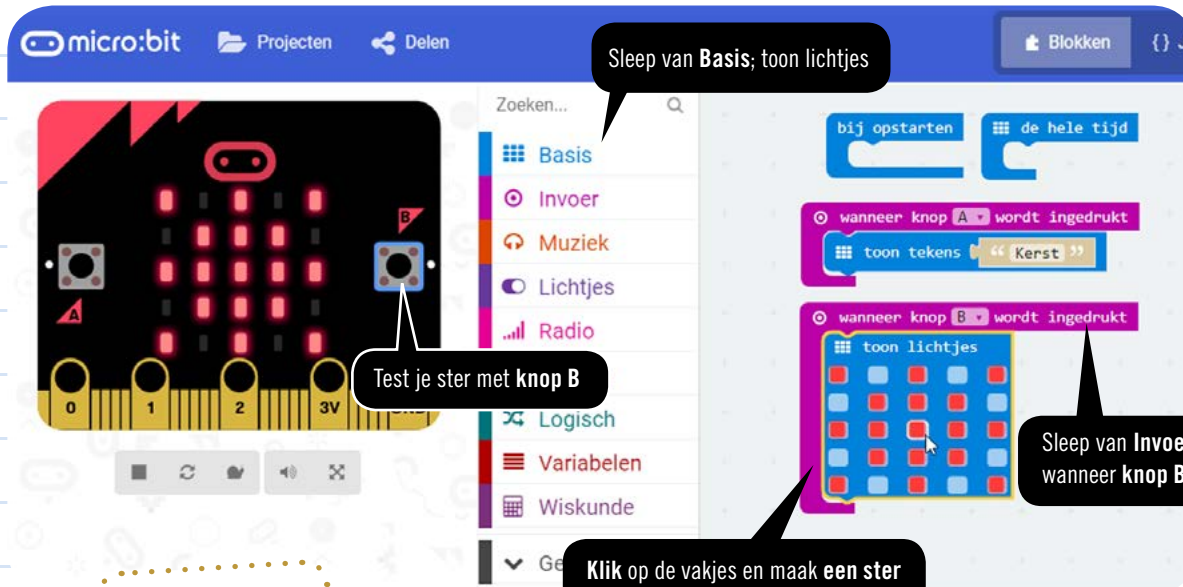 micro:bit Projecten Delen Blokken {} J
Sleep van Basis; toon lichtjes
Zoeken...
Basis
Invoer
Muziek
Lichtjes
Radio
Logisch
Variabelen
Wiskunde
Ge
A
B
0 1 2 3V GND
Test je ster met knop B
bij opstarten
de hele tijd
wanneer knop A wordt ingedrukt
toon tekens “ Kerst ”
wanneer knop B wordt ingedrukt
toon lichtjes
Sleep van Invoe
wanneer knop B
Klik op de vakjes en maak een ster